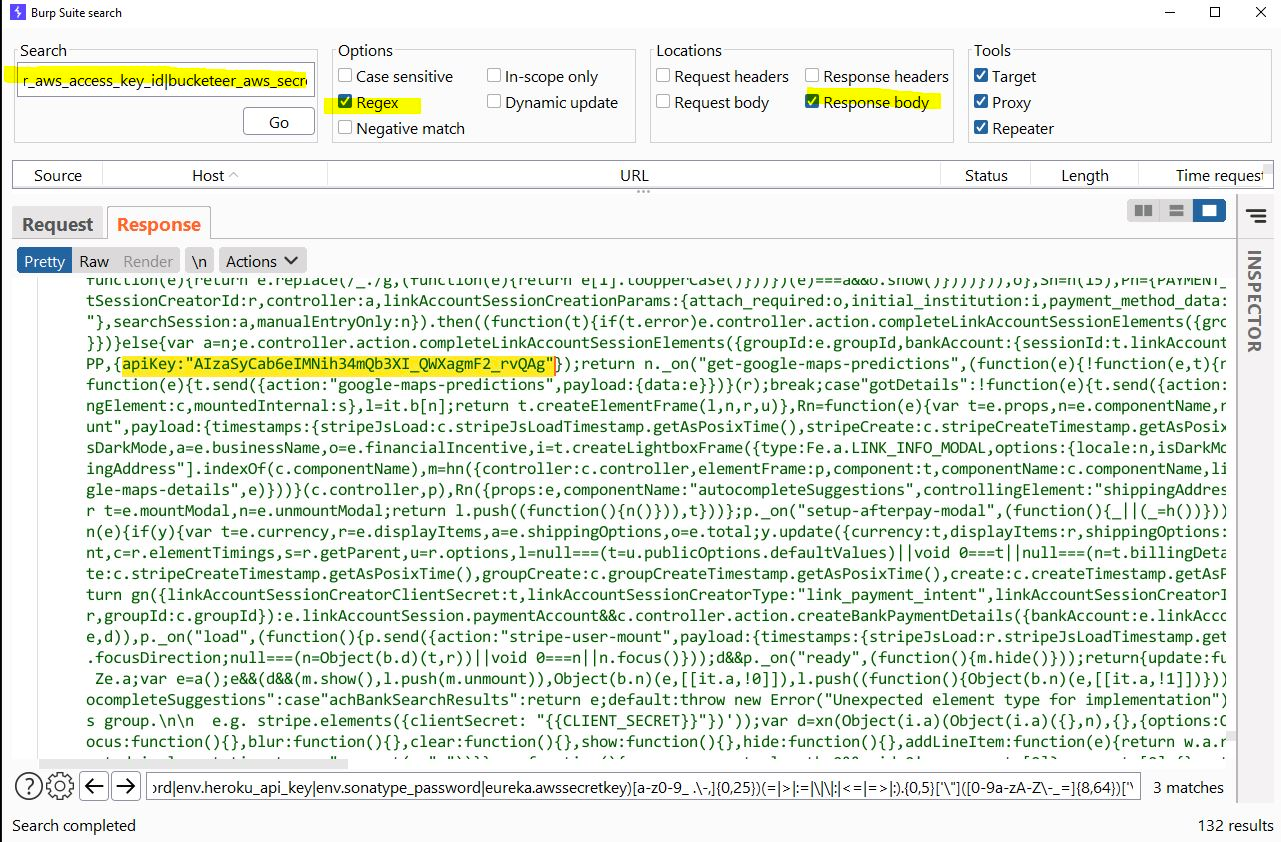 Burp Suite search
Search
Options
Locations
Tools
r_aws_access_key_id|bucketeer_aws_secre
Case sensitive
In-scope only
Request headers
Response headers
Target
Regex
Dynamic update
Request body
Response body
Proxy
Go
Negative match
Repeater
Source
Host
URL
Status
Length
Time request
Request
Response
Pretty
Raw
Render
\n
Actions
INSPECTOR
function(e){return e.replace(/_./g,(function(e){return e[1].toUpperCase()}))}(e)===a&&o.show()}))})),o},Sn=n(15),Ph={PAYMENT_
tSessionCreatorId:r,controller:a,linkAccountSessionCreationParams:{attach_required:o,initial_institution:i,payment_method_data:
"},searchSession:a,manualEntryOnly:n}).then((function(t){if(t.error)e.controller.action.completeLinkAccountSessionElements({gro
}})}else{var a=n;e.controller.action.completeLinkAccountSessionElements({groupId:e.groupId,bankAccount:{sessionId:t.linkAccount
PP,{apiKey:"AIzaSyCab6eIMNih34mQb3XI_QWXagmF2_rvQAg"});return n._on("get-google-maps-predictions",(function(e){!function(e,t){n
function(e){t.send({action:"google-maps-predictions",payload:{data:e}})}(r);break;case"gotDetails":!function(e){t.send({action:
ngElement:c,mountedInternal:s},l=it.b[n];return t.createElementFrame(l,n,r,u)},Rn=function(e){var t=e.props,n=e.componentName,r
unt",payload:{timestamps:{stripeJsLoad:c.stripeJsLoadTimestamp.getAsPosixTime(),stripeCreate:c.stripeCreateTimestamp.getAsPosix
sDarkMode,a=e.businessName,o=e.financialIncentive,i=t.createLightboxFrame({type:Fe.a.LINK_INFO_MODAL,options:{locale:n,isDarkMo
ingAddress"].indexOf(c.componentName),m=hn({controller:c.controller,elementFrame:p,component:t,componentName:c.componentName,li
gle-maps-details",e)}))}(c.controller,p),Rn({props:e,componentName:"autocompleteSuggestions",controllingElement:"shippingAddres
r t=e.mountModal,n=e.unmountModal;return l.push((function(){n()})),t}))};p._on("setup-afterpay-modal",(function(){_||(_=h())}))
n(e){if(y){var t=e.currency,r=e.displayItems,a=e.shippingOptions,o=e.total;y.update({currency:t,displayItems:r,shippingOptions:
nt,c=r.elementTimings,s=r.getParent,u=r.options,l=null===(t=u.publicOptions.defaultValues)||void 0===t||null===(n=t.billingDeta
te:c.stripeCreateTimestamp.getAsPosixTime(),groupCreate:c.groupCreateTimestamp.getAsPosixTime(),create:c.createTimestamp.getAsP
turn gn({linkAccountSessionCreatorClientSecret:t,linkAccountSessionCreatorType:"link_payment_intent",linkAccountSessionCreatorI
r,groupId:c.groupId}):e.linkAccountSession.paymentAccount&&c.controller.action.createBankPaymentDetails({bankAccount:e.linkAcco
e,d)),p._on("load",(function(){p.send({action:"stripe-user-mount",payload:{timestamps:{stripeJsLoad:r.stripeJsLoadTimestamp.get
.focusDirection;null===(n=Object(b.d)(t,r))||void 0===n||n.focus()}));d&&p._on("ready",(function(){m.hide()}));return{update:fu
Ze.a;var e=a();e&&(d&&(m.show(),l.push(m.unmount)),Object(b.n)(e,[[it.a,!0]]),l.push((function(){Object(b.n)(e,[[it.a,!1]])}))
ocompleteSuggestions":case"achBankSearchResults":return e;default:throw new Error("Unexpected element type for implementation")
s group.\n\n e.g. stripe.elements({clientSecret: "{{CLIENT_SECRET}}"})'));var d=xn(Object(i.a)(Object(i.a)({},n),{},{options:O
ocus:function(){},blur:function(){},clear:function(){},show:function(){},hide:function(){},addLineItem:function(e){return w.a.r
ord|env.heroku_api_key|env.sonatype_password|eureka.awssecretkey)[a-z0-9_ .\-,]{0,25})(=|>|:=|\|\|:|<=|=>|:).{0,5}['\"]([0-9a-zA-Z\-_=]{8,64})['\
3 matches
Search completed
132 results